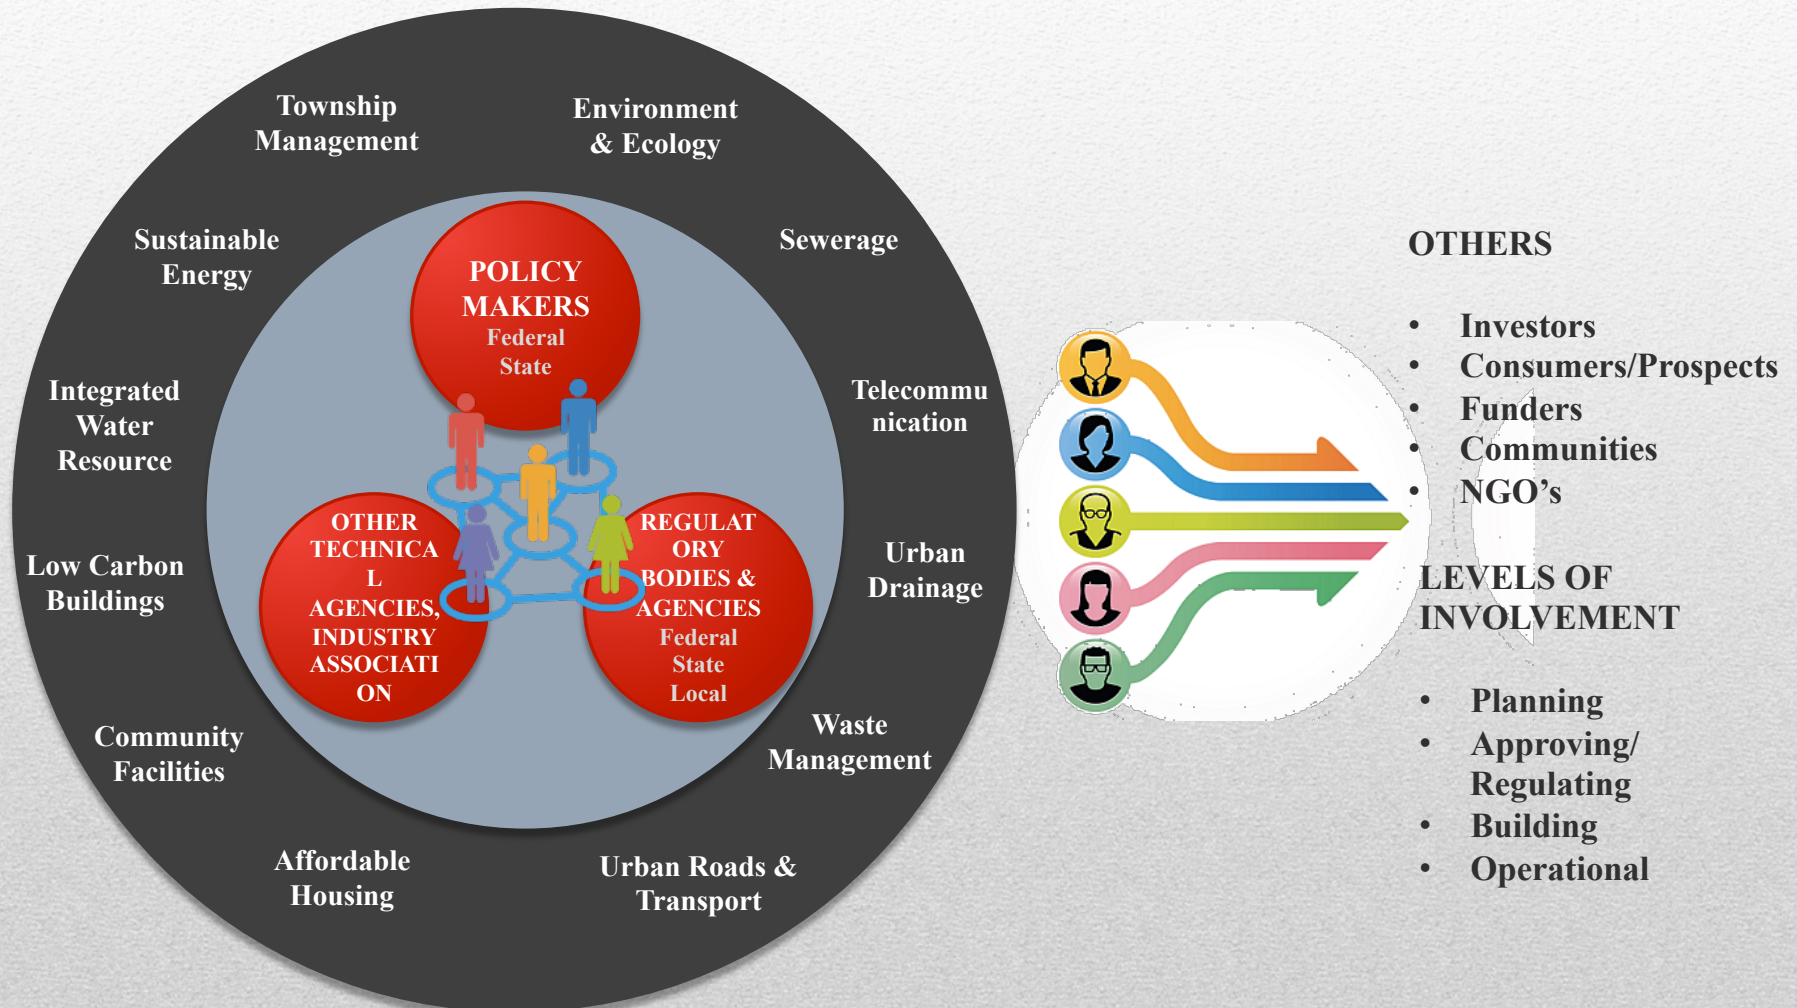 Township
Management
Environment
& Ecology
Sustainable
Energy
Sewerage
Integrated
Water
Resource
Telecommu
nication
Low Carbon
Buildings
Urban
Drainage
Community
Facilities
Waste
Management
Affordable
Housing
Urban Roads &
Transport
POLICY
MAKERS
Federal
State
OTHER
TECHNICA
L
AGENCIES,
INDUSTRY
ASSOCIATI
ON
REGULAT
ORY
BODIES &
AGENCIES
Federal
State
Local
OTHERS
• Investors
• Consumers/Prospects
• Funders
• Communities
• NGO’s
LEVELS OF
INVOLVEMENT
• Planning
• Approving/
Regulating
• Building
• Operational